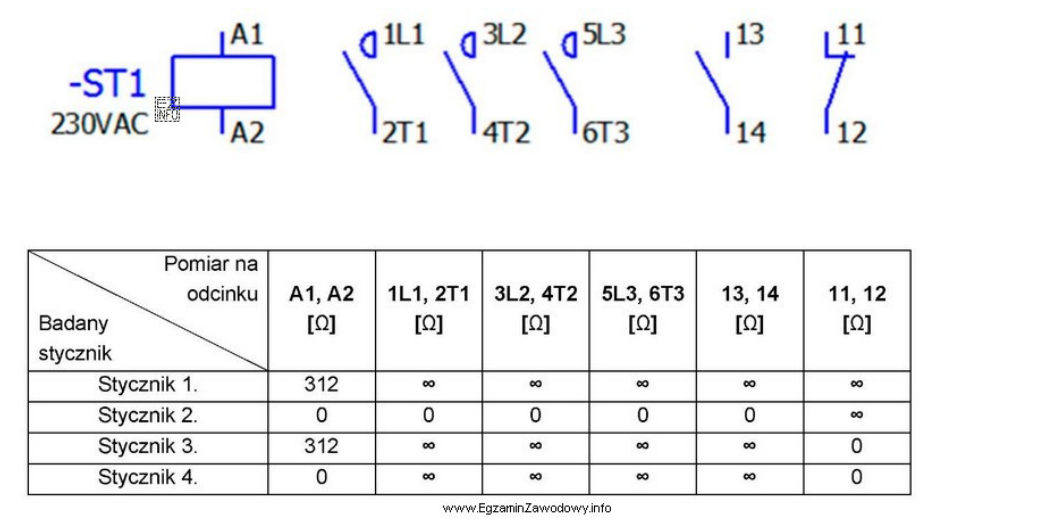 A1 1L1 3L2 5L3 13 11
-ST1
230VAC
EZ
INFO
A2 2T1 4T2 6T3 14 12
Pomiar na odcinku
Badany stycznik
A1, A2 [Ω] 1L1, 2T1 [Ω] 3L2, 4T2 [Ω] 5L3, 6T3 [Ω] 13, 14 [Ω] 11, 12 [Ω]
Stycznik 1. 312 ∞ ∞ ∞ ∞ ∞
Stycznik 2. 0 0 0 0 0 ∞
Stycznik 3. 312 ∞ ∞ ∞ ∞ 0
Stycznik 4. 0 ∞ ∞ ∞ ∞ 0
www.EgzaminZawodowy.info